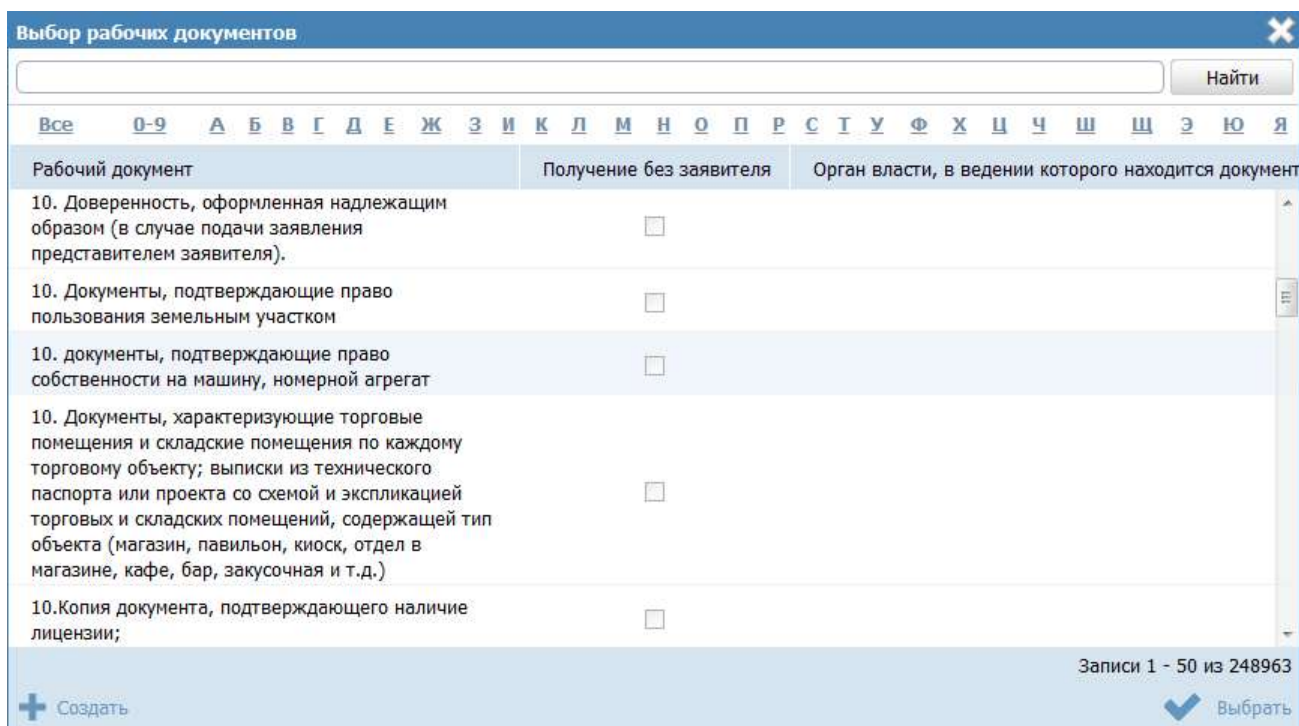 Выбор рабочих документов
Найти
Все 0-9 А Б В Г Д Е Ж З И К Л М Н О П Р С Т У Ф Х Ц Ч Ш Щ Э Ю Я
Рабочий документ Получение без заявителя Орган власти, в ведении которого находится документ
10. Доверенность, оформленная надлежащим
образом (в случае подачи заявления
представителем заявителя).
10. Документы, подтверждающие право
пользования земельным участком
10. документы, подтверждающие право
собственности на машину, номерной агрегат
10. Документы, характеризующие торговые
помещения и складские помещения по каждому
торговому объекту; выписки из технического
паспорта или проекта со схемой и экспликацией
торговых и складских помещений, содержащей тип
объекта (магазин, павильон, киоск, отдел в
магазине, кафе, бар, закусочная и т.д.)
10.Копия документа, подтверждающего наличие
лицензии;
Записи 1 - 50 из 248963
Создать Выбрать